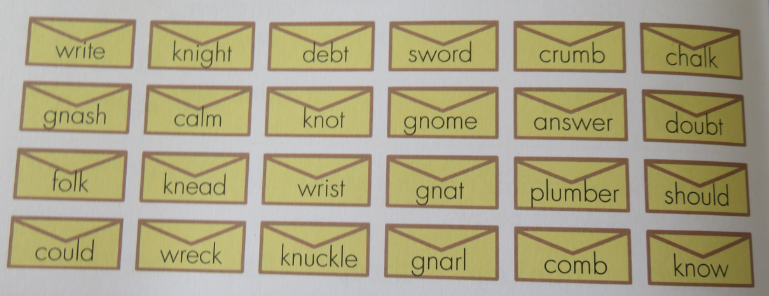 write knight debt sword crumb chalk
gnash calm knot gnome answer doubt
folk knead wrist gnat plumber should
could wreck knuckle gnarl comb know